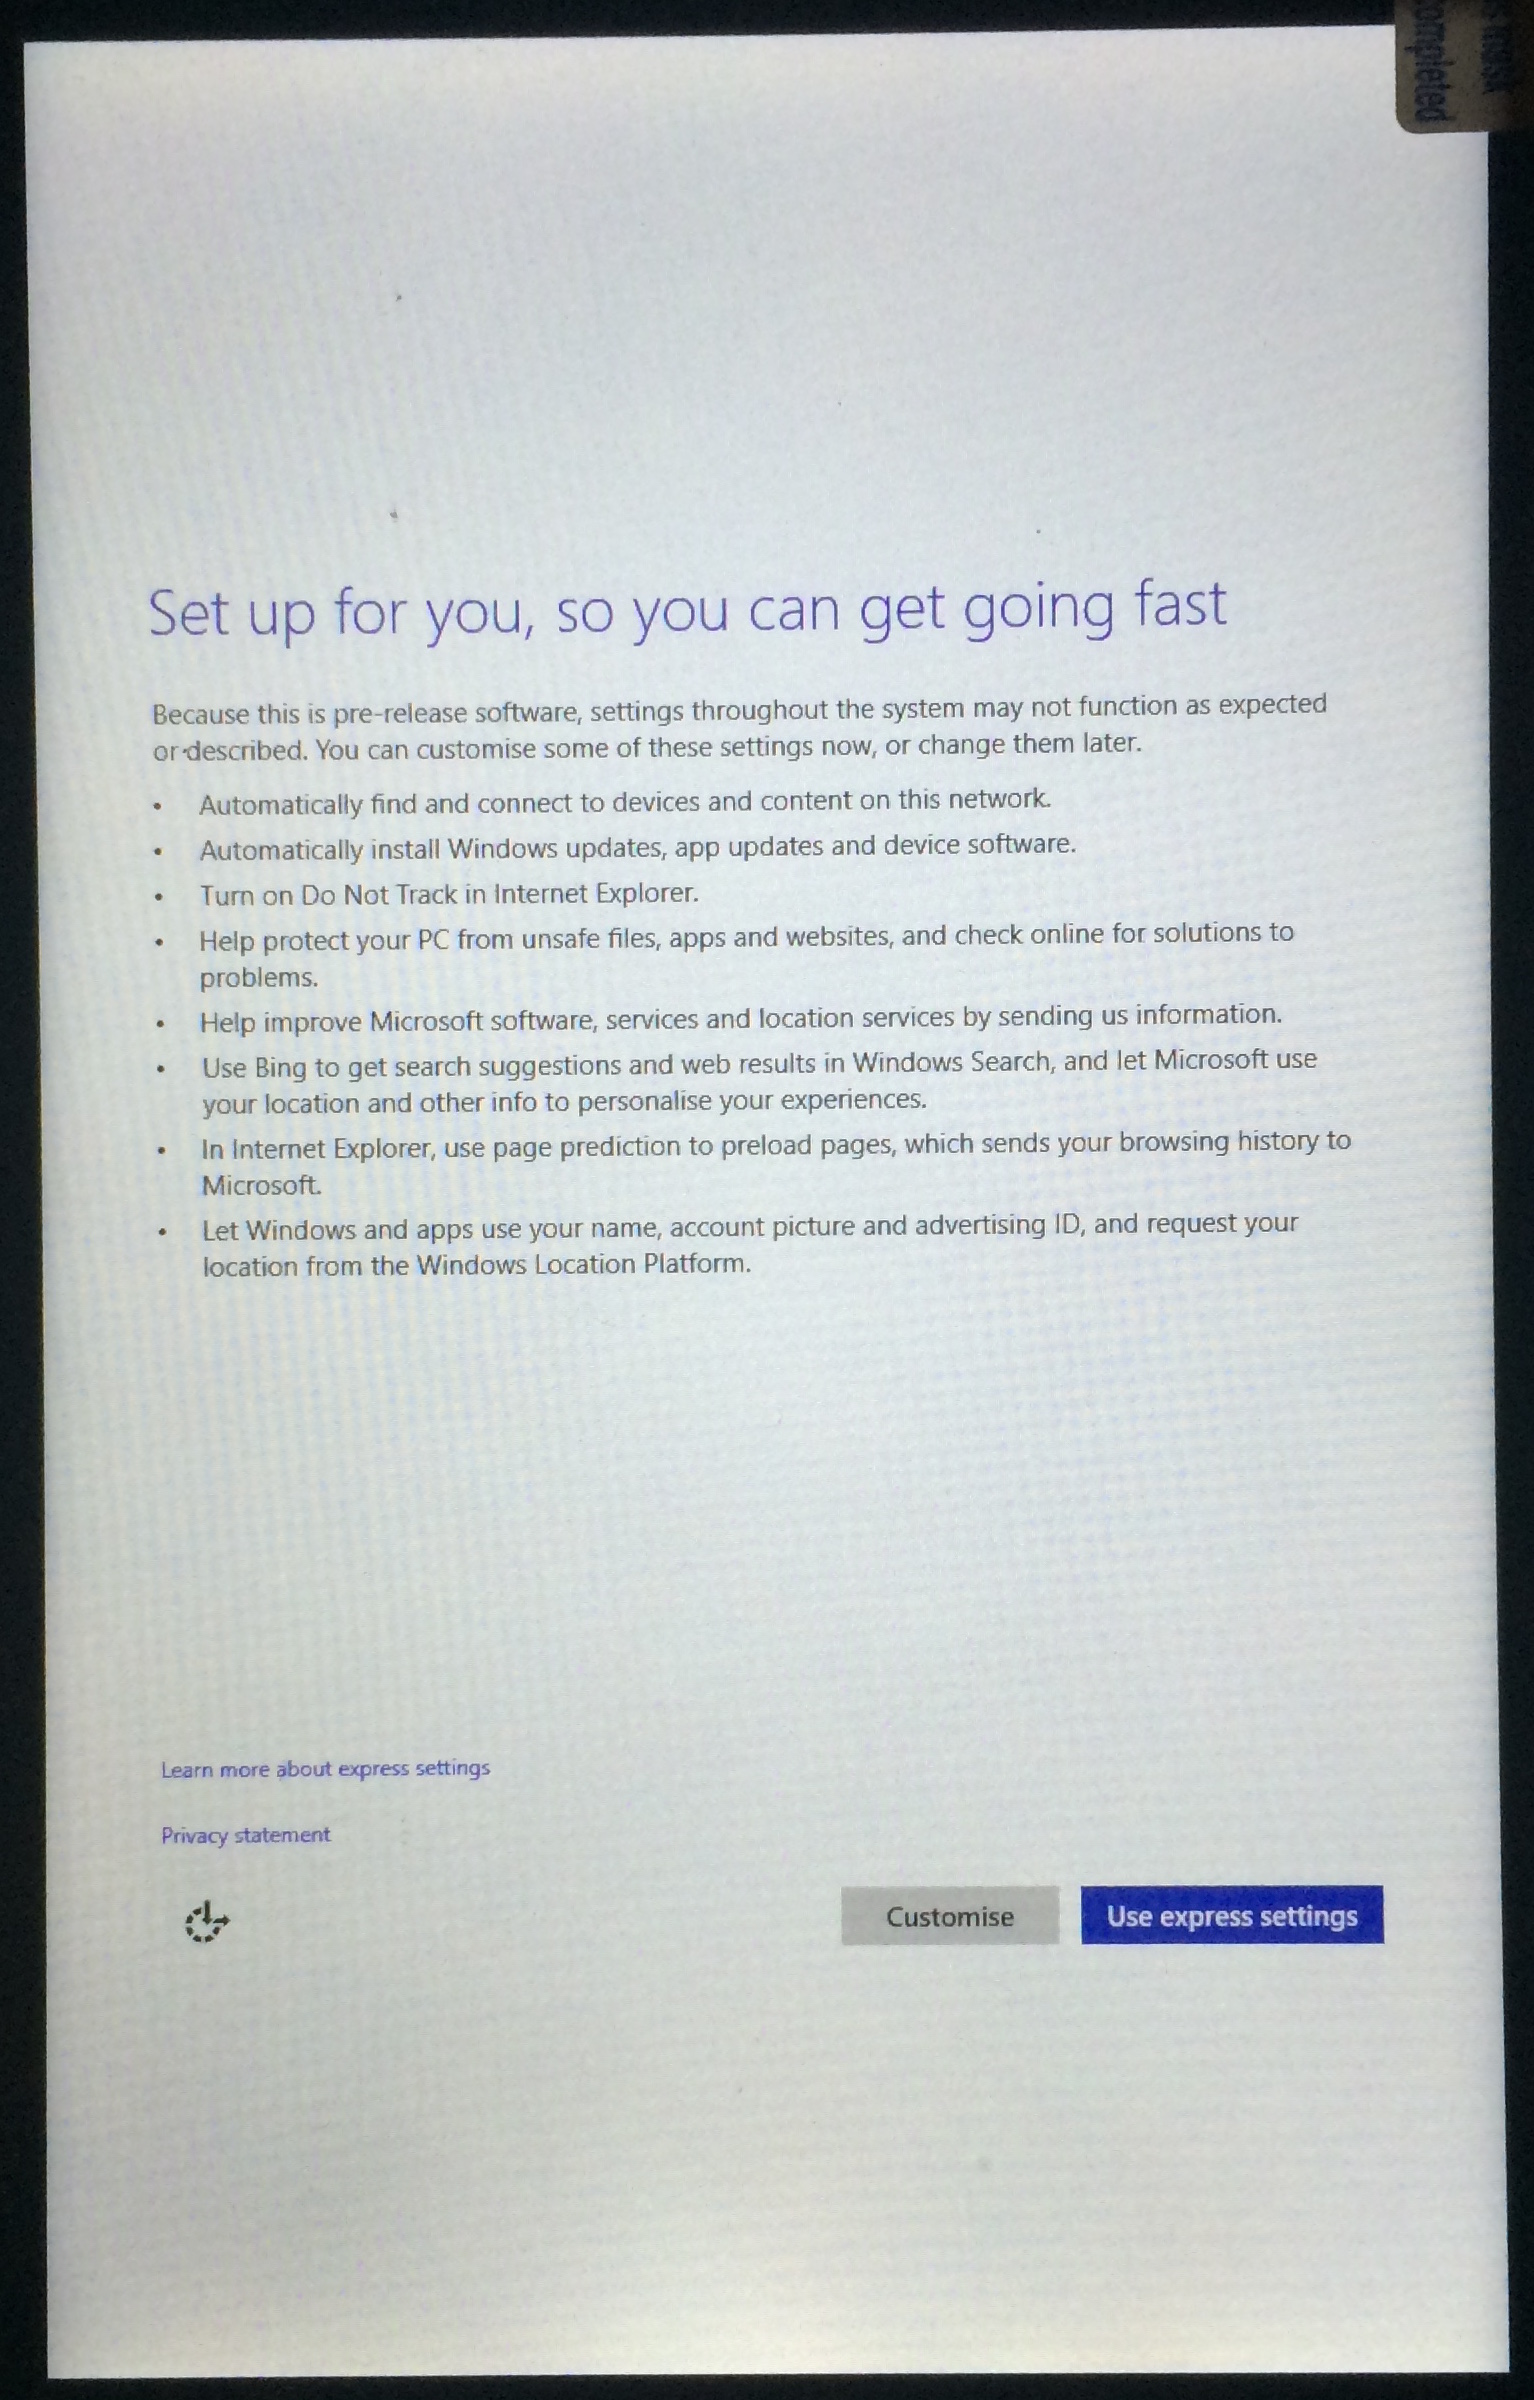 completed
Set up for you, so you can get going fast
Because this is pre-release software, settings throughout the system may not function as expected
or described. You can customise some of these settings now, or change them later.
• Automatically find and connect to devices and content on this network.
• Automatically install Windows updates, app updates and device software.
• Turn on Do Not Track in Internet Explorer.
• Help protect your PC from unsafe files, apps and websites, and check online for solutions to
problems.
• Help improve Microsoft software, services and location services by sending us information.
• Use Bing to get search suggestions and web results in Windows Search, and let Microsoft use
your location and other info to personalise your experiences.
• In Internet Explorer, use page prediction to preload pages, which sends your browsing history to
Microsoft.
• Let Windows and apps use your name, account picture and advertising ID, and request your
location from the Windows Location Platform.
Learn more about express settings
Privacy statement
Customise
Use express settings